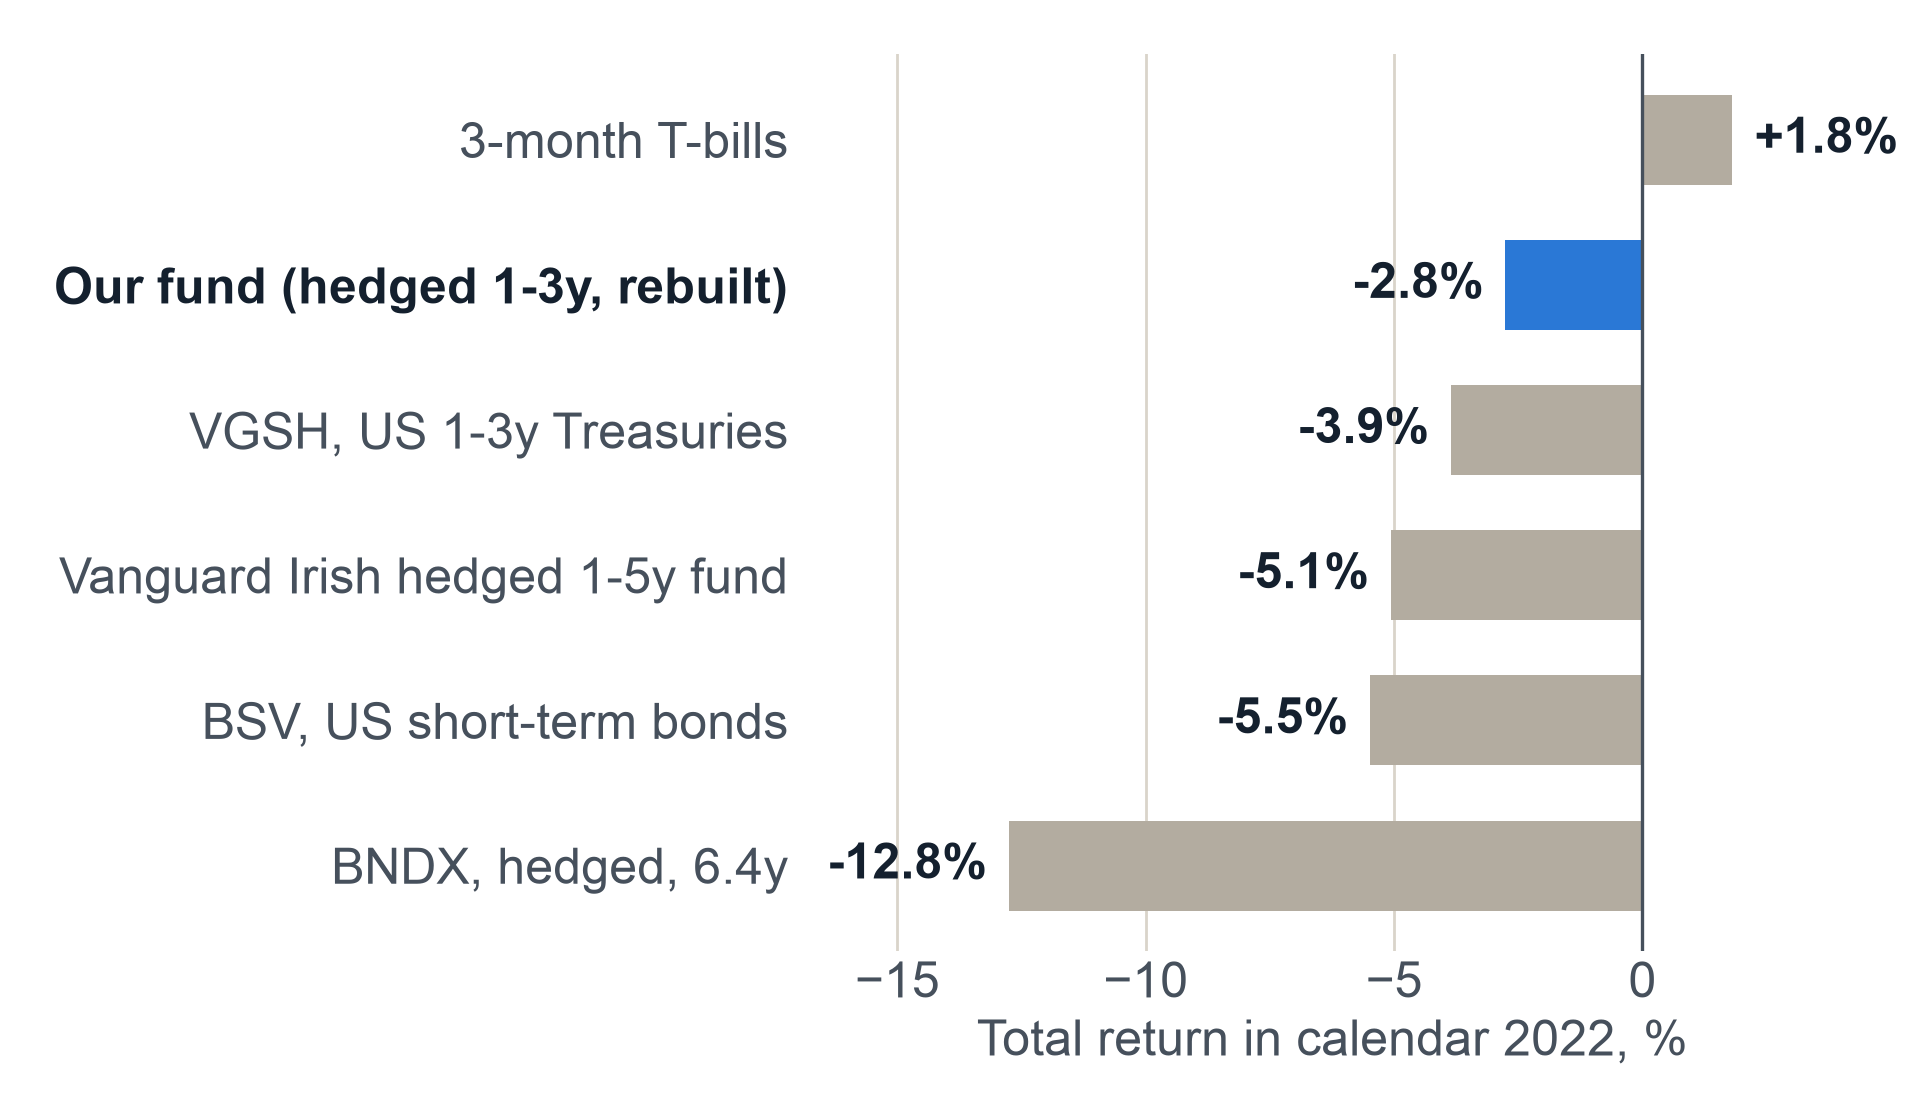 3-month T-bills +1.8%
Our fund (hedged 1-3y, rebuilt) -2.8%
VGSH, US 1-3y Treasuries -3.9%
Vanguard Irish hedged 1-5y fund -5.1%
BSV, US short-term bonds -5.5%
BNDX, hedged, 6.4y -12.8%
−15 −10 −5 0
Total return in calendar 2022, %